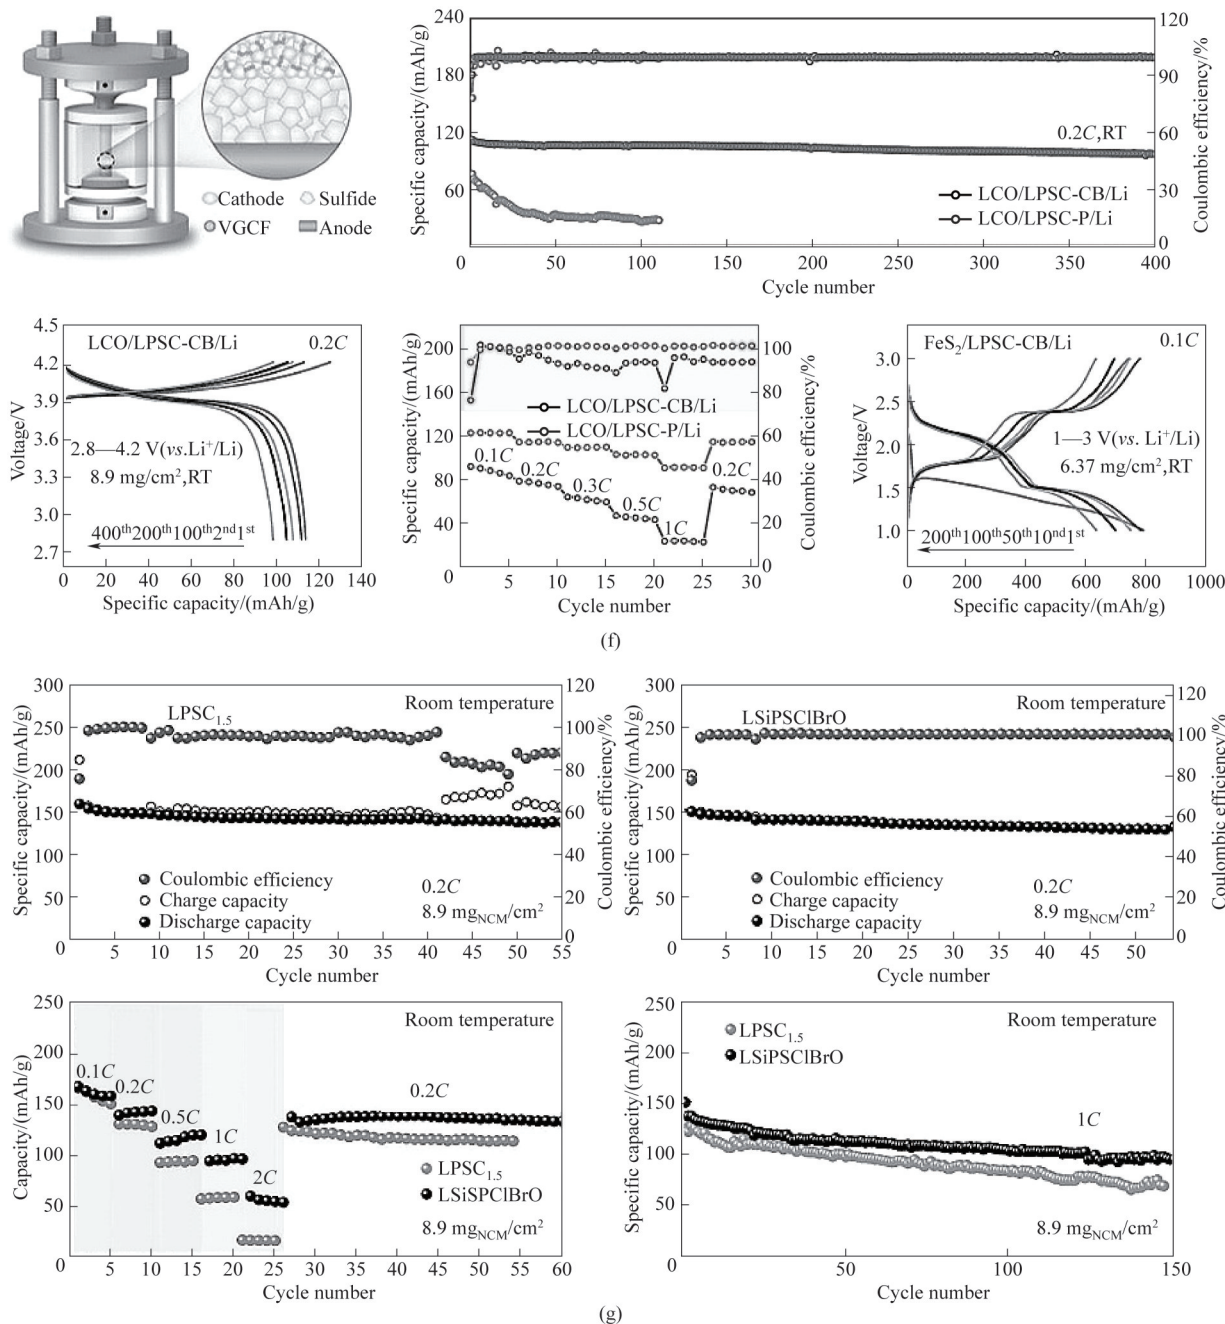 Cathode Sulfide
VGCF Anode
Specific capacity/(mAh/g)
240
180
120
60
0
0 50 100 150 200 250 300 350 400
Cycle number
120
90
60
30
0
Coulombic efficiency/%
0.2C,RT
LCO/LPSC-CB/Li
LCO/LPSC-P/Li
Voltage/V
4.5
4.2
3.9
3.6
3.3
3.0
2.7
LCO/LPSC-CB/Li 0.2C
2.8—4.2 V(vs.Li⁺/Li)
8.9 mg/cm²,RT
400th200th100th2nd1st
0 20 40 60 80 100 120 140
Specific capacity/(mAh/g)
Specific capacity/(mAh/g)
200
160
120
80
40
0
LCO/LPSC-CB/Li
LCO/LPSC-P/Li
0.1C
0.2C
0.3C
0.5C
1C
0.2C
100
80
60
40
20
0
Coulombic efficiency/%
0 5 10 15 20 25 30
Cycle number
Voltage/V
3.0
2.5
2.0
1.5
1.0
FeS₂/LPSC-CB/Li 0.1C
1—3 V(vs. Li⁺/Li)
6.37 mg/cm²,RT
200th100th50th10nd1st
0 200 400 600 800 1000
Specific capacity/(mAh/g)
(f)
Specific capacity/(mAh/g)
300
250
200
150
100
50
0
Room temperature
LPSC₁.₅
Coulombic efficiency
Charge capacity
Discharge capacity
0.2C
8.9 mgNCM/cm²
120
100
80
60
40
20
0
Coulombic efficiency/%
5 10 15 20 25 30 35 40 45 50 55
Cycle number
Specific capacity/(mAh/g)
300
250
200
150
100
50
0
Room temperature
LSiPSClBrO
Coulombic efficiency
Charge capacity
Discharge capacity
0.2C
8.9 mgNCM/cm²
120
100
80
60
40
20
0
Coulombic efficiency/%
5 10 15 20 25 30 35 40 45 50
Cycle number
Capacity/(mAh/g)
250
200
150
100
50
0
Room temperature
0.1C
0.2C
0.5C
1C
2C
0.2C
LPSC₁.₅
LSiSPClBrO
8.9 mgNCM/cm²
5 10 15 20 25 30 35 40 45 50 55 60
Cycle number
Specific capacity/(mAh/g)
250
200
150
100
50
0
LPSC₁.₅
LSiPSClBrO
Room temperature
1C
8.9 mgNCM/cm²
50 100 150
Cycle number
(g)